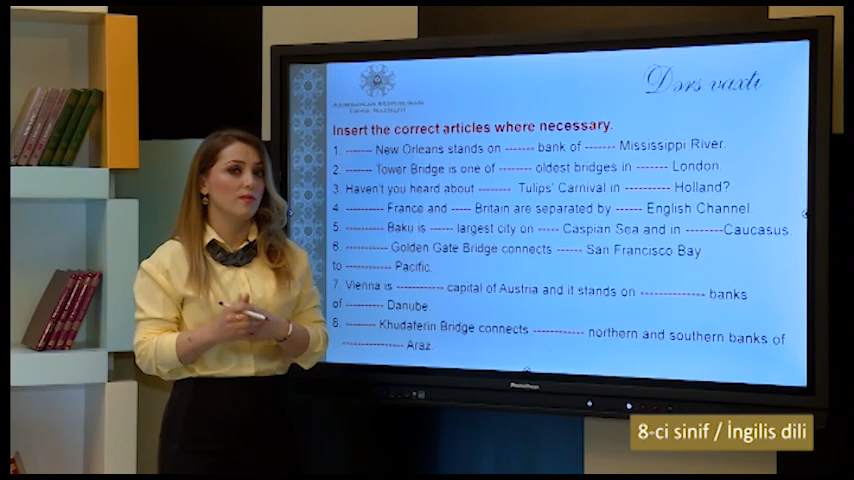 Dərs vaxtı
AZƏRBAYCAN RESPUBLİKASI
TƏHSİL NAZİRLİYİ
Insert the correct articles where necessary.
1. ------- New Orleans stands on ------- bank of ------- Mississippi River.
2. ------- Tower Bridge is one of -------- oldest bridges in ------- London.
3. Haven't you heard about -------- Tulips' Carnival in ---------- Holland?
4. ---------- France and ----- Britain are separated by ------ English Channel.
5. ---------- Baku is ------ largest city on ----- Caspian Sea and in --------Caucasus.
6. ----------- Golden Gate Bridge connects ------ San Francisco Bay
to ---------- Pacific.
7. Vienna is ----------- capital of Austria and it stands on --------------- banks
of ---------- Danube.
8. -------- Khudaferin Bridge connects ------------ northern and southern banks of
---------------- Araz.
Promethean
8-ci sinif / İngilis dili